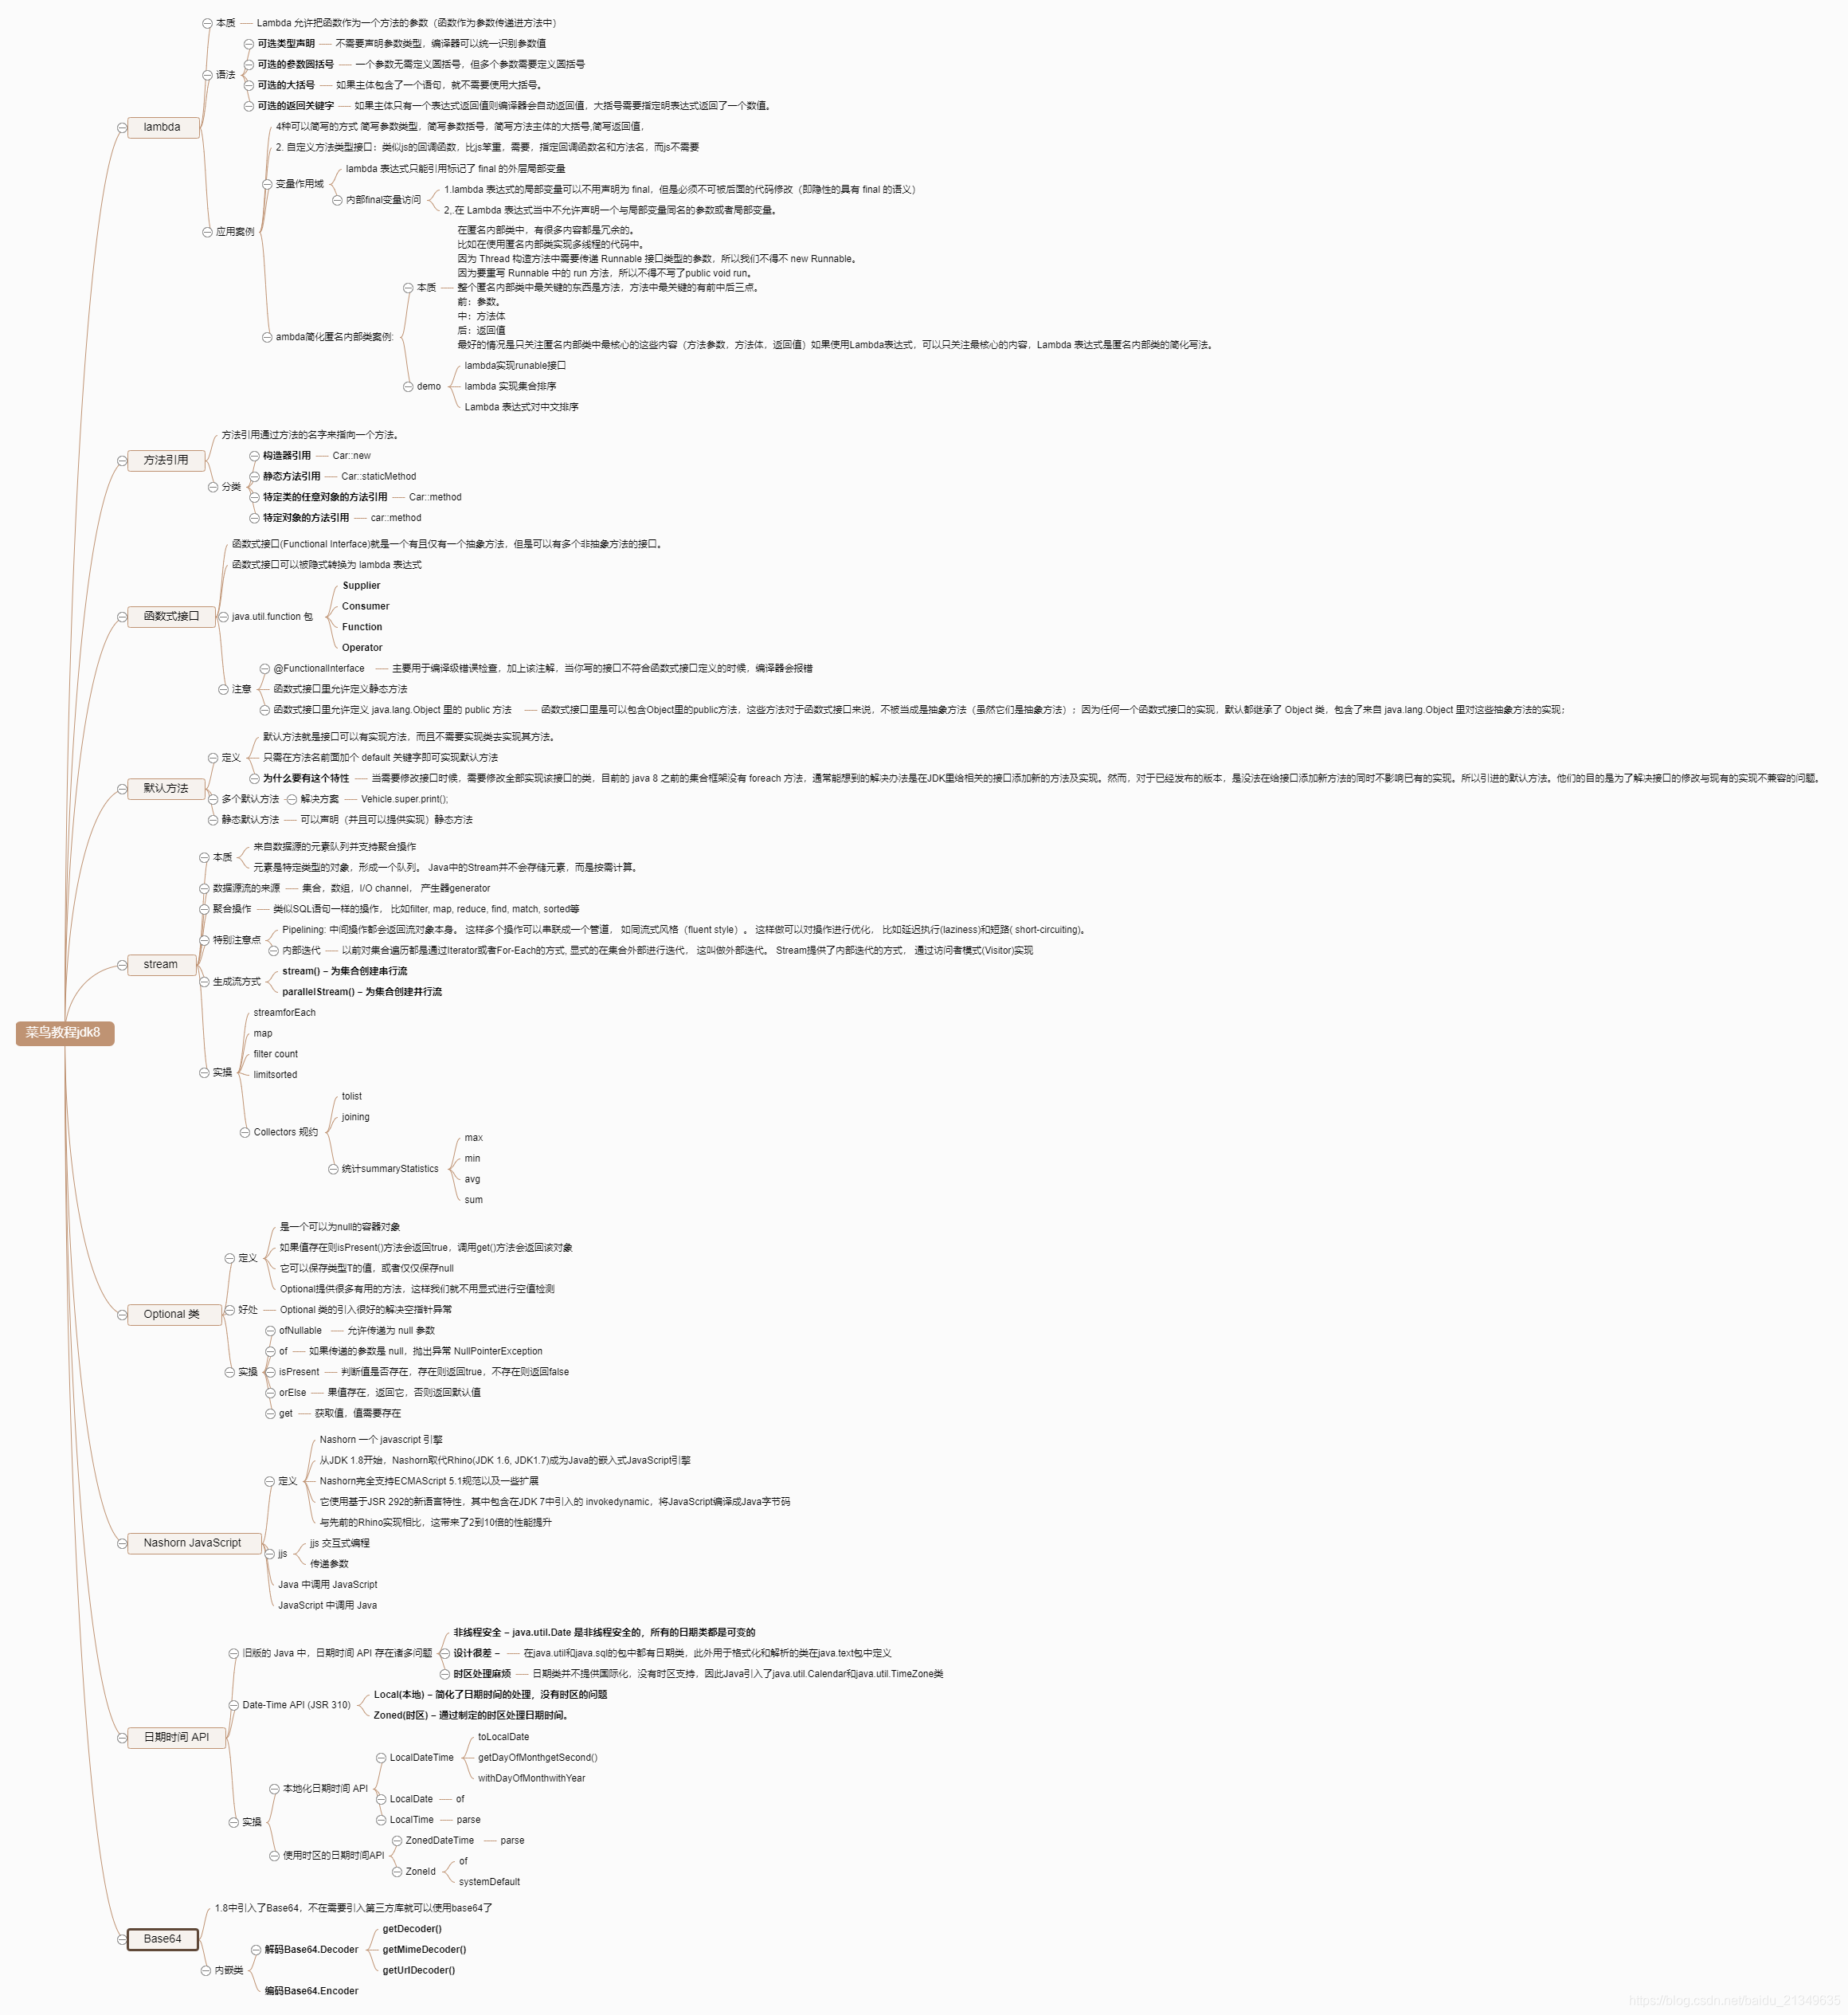 本质
Lambda 允许把函数作为一个方法的参数（函数作为参数传递进方法中）
可选类型声明
不需要声明参数类型，编译器可以统一识别参数值
可选的参数圆括号
一个参数无需定义圆括号，但多个参数需要定义圆括号
语法
可选的大括号
如果主体包含了一个语句，就不需要使用大括号。
可选的返回关键字
如果主体只有一个表达式返回值则编译器会自动返回值，大括号需要指定明表达式返回了一个数值。
lambda
4种可以简写的方式 简写参数类型，简写参数括号，简写方法主体的大括号,简写返回值，
2. 自定义方法类型接口：类似js的回调函数，比js笨重，需要，指定回调函数名和方法名，而js不需要
变量作用域
lambda 表达式只能引用标记了 final 的外层局部变量
内部final变量访问
1.lambda 表达式的局部变量可以不用声明为 final，但是必须不可被后面的代码修改（即隐性的具有 final 的语义）
2,.在 Lambda 表达式当中不允许声明一个与局部变量同名的参数或者局部变量。
应用案例
在匿名内部类中，有很多内容都是冗余的。
比如在使用匿名内部类实现多线程的代码中。
因为 Thread 构造方法中需要传递 Runnable 接口类型的参数，所以我们不得不 new Runnable。
因为要重写 Runnable 中的 run 方法，所以不得不写了public void run。
本质
整个匿名内部类中最关键的东西是方法，方法中最关键的有前中后三点。
前：参数。
中：方法体
后：返回值
最好的情况是只关注匿名内部类中最核心的这些内容（方法参数，方法体，返回值）如果使用Lambda表达式，可以只关注最核心的内容，Lambda 表达式是匿名内部类的简化写法。
ambda简化匿名内部类案例:
demo
lambda实现runable接口
lambda 实现集合排序
Lambda 表达式对中文排序
方法引用
方法引用通过方法的名字来指向一个方法。
分类
构造器引用
Car::new
静态方法引用
Car::staticMethod
特定类的任意对象的方法引用
Car::method
特定对象的方法引用
car::method
函数式接口
函数式接口(Functional Interface)就是一个有且仅有一个抽象方法，但是可以有多个非抽象方法的接口。
函数式接口可以被隐式转换为 lambda 表达式
java.util.function 包
Supplier
Consumer
Function
Operator
注意
@FunctionalInterface
主要用于编译级错误检查，加上该注解，当你写的接口不符合函数式接口定义的时候，编译器会报错
函数式接口里允许定义静态方法
函数式接口里允许定义 java.lang.Object 里的 public 方法
函数式接口里是可以包含Object里的public方法，这些方法对于函数式接口来说，不被当成是抽象方法（虽然它们是抽象方法）；因为任何一个函数式接口的实现，默认都继承了 Object 类，包含了来自 java.lang.Object 里对这些抽象方法的实现；
默认方法
定义
默认方法就是接口可以有实现方法，而且不需要实现类去实现其方法。
只需在方法名前面加个 default 关键字即可实现默认方法
为什么要有这个特性
当需要修改接口时候，需要修改全部实现该接口的类，目前的 java 8 之前的集合框架没有 foreach 方法，通常能想到的解决办法是在JDK里给相关的接口添加新的方法及实现。然而，对于已经发布的版本，是没法在给接口添加新方法的同时不影响已有的实现。所以引进的默认方法。他们的目的是为了解决接口的修改与现有的实现不兼容的问题。
多个默认方法
解决方案
Vehicle.super.print();
静态默认方法
可以声明（并且可以提供实现）静态方法
stream
本质
来自数据源的元素队列并支持聚合操作
元素是特定类型的对象，形成一个队列。 Java中的Stream并不会存储元素，而是按需计算。
数据源流的来源
集合，数组，I/O channel， 产生器generator
聚合操作
类似SQL语句一样的操作， 比如filter, map, reduce, find, match, sorted等
特别注意点
Pipelining: 中间操作都会返回流对象本身。 这样多个操作可以串联成一个管道， 如同流式风格（fluent style）。 这样做可以对操作进行优化， 比如延迟执行(laziness)和短路( short-circuiting)。
内部迭代
以前对集合遍历都是通过Iterator或者For-Each的方式, 显式的在集合外部进行迭代， 这叫做外部迭代。 Stream提供了内部迭代的方式， 通过访问者模式(Visitor)实现
生成流方式
stream() − 为集合创建串行流
parallelStream() − 为集合创建并行流
菜鸟教程jdk8
实操
streamforEach
map
filter count
limitsorted
Collectors 规约
tolist
joining
统计summaryStatistics
max
min
avg
sum
Optional 类
定义
是一个可以为null的容器对象
如果值存在则isPresent()方法会返回true，调用get()方法会返回该对象
它可以保存类型T的值，或者仅仅保存null
Optional提供很多有用的方法，这样我们就不用显式进行空值检测
好处
Optional 类的引入很好的解决空指针异常
实操
ofNullable
允许传递为 null 参数
of
如果传递的参数是 null，抛出异常 NullPointerException
isPresent
判断值是否存在，存在则返回true，不存在则返回false
orElse
果值存在，返回它，否则返回默认值
get
获取值，值需要存在
Nashorn JavaScript
定义
Nashorn 一个 javascript 引擎
从JDK 1.8开始，Nashorn取代Rhino(JDK 1.6, JDK1.7)成为Java的嵌入式JavaScript引擎
Nashorn完全支持ECMAScript 5.1规范以及一些扩展
它使用基于JSR 292的新语言特性，其中包含在JDK 7中引入的 invokedynamic，将JavaScript编译成Java字节码
与先前的Rhino实现相比，这带来了2到10倍的性能提升
jjs
jjs 交互式编程
传递参数
Java 中调用 JavaScript
JavaScript 中调用 Java
日期时间 API
旧版的 Java 中，日期时间 API 存在诸多问题
非线程安全 − java.util.Date 是非线程安全的，所有的日期类都是可变的
设计很差 −
在java.util和java.sql的包中都有日期类，此外用于格式化和解析的类在java.text包中定义
时区处理麻烦
日期类并不提供国际化，没有时区支持，因此Java引入了java.util.Calendar和java.util.TimeZone类
Date-Time API (JSR 310)
Local(本地) − 简化了日期时间的处理，没有时区的问题
Zoned(时区) − 通过制定的时区处理日期时间。
实操
本地化日期时间 API
LocalDateTime
toLocalDate
getDayOfMonthgetSecond()
withDayOfMonthwithYear
LocalDate
of
LocalTime
parse
使用时区的日期时间API
ZonedDateTime
parse
ZoneId
of
systemDefault
Base64
1.8中引入了Base64，不在需要引入第三方库就可以使用base64了
内嵌类
解码Base64.Decoder
getDecoder()
getMimeDecoder()
getUrlDecoder()
编码Base64.Encoder
https://blog.csdn.net/baidu_21349635